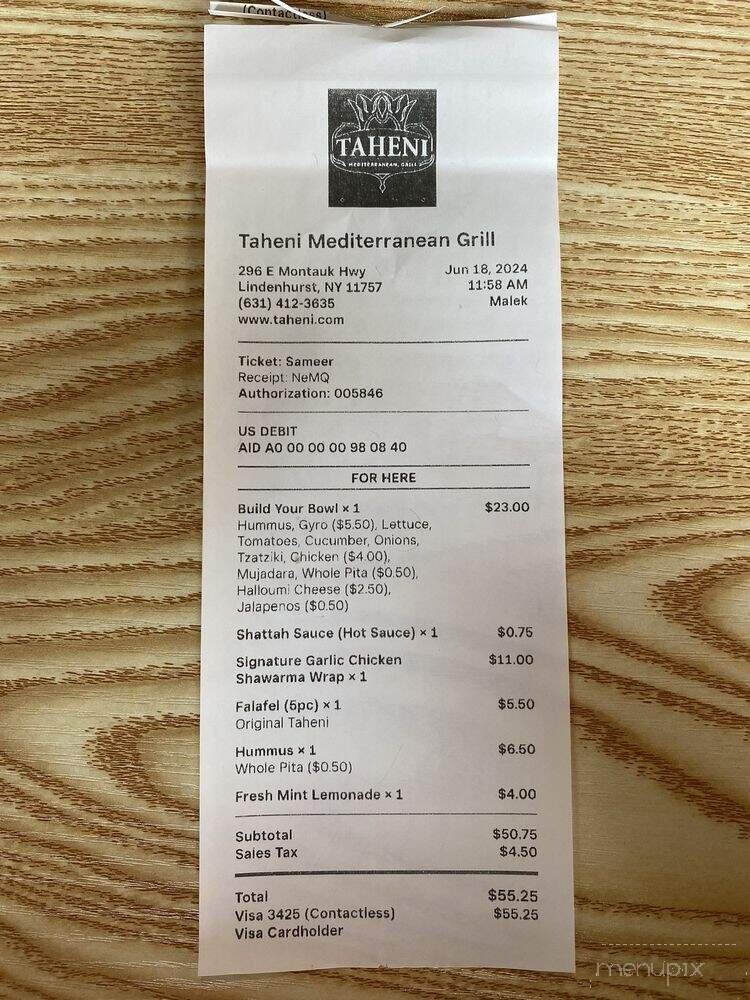 (Contactless)
TAHENI
MEDITERRANEAN GRILL
Taheni Mediterranean Grill
296 E Montauk Hwy
Lindenhurst, NY 11757
(631) 412-3635
www.taheni.com
Jun 18, 2024
11:58 AM
Malek
Ticket: Sameer
Receipt: NeMQ
Authorization: 005846
US DEBIT
AID A0 00 00 00 98 08 40
FOR HERE
Build Your Bowl × 1 $23.00
Hummus, Gyro ($5.50), Lettuce,
Tomatoes, Cucumber, Onions,
Tzatziki, Chicken ($4.00),
Mujadara, Whole Pita ($0.50),
Halloumi Cheese ($2.50),
Jalapenos ($0.50)
Shattah Sauce (Hot Sauce) × 1 $0.75
Signature Garlic Chicken $11.00
Shawarma Wrap × 1
Falafel (5pc) × 1 $5.50
Original Taheni
Hummus × 1 $6.50
Whole Pita ($0.50)
Fresh Mint Lemonade × 1 $4.00
Subtotal $50.75
Sales Tax $4.50
Total $55.25
Visa 3425 (Contactless) $55.25
Visa Cardholder
menupix